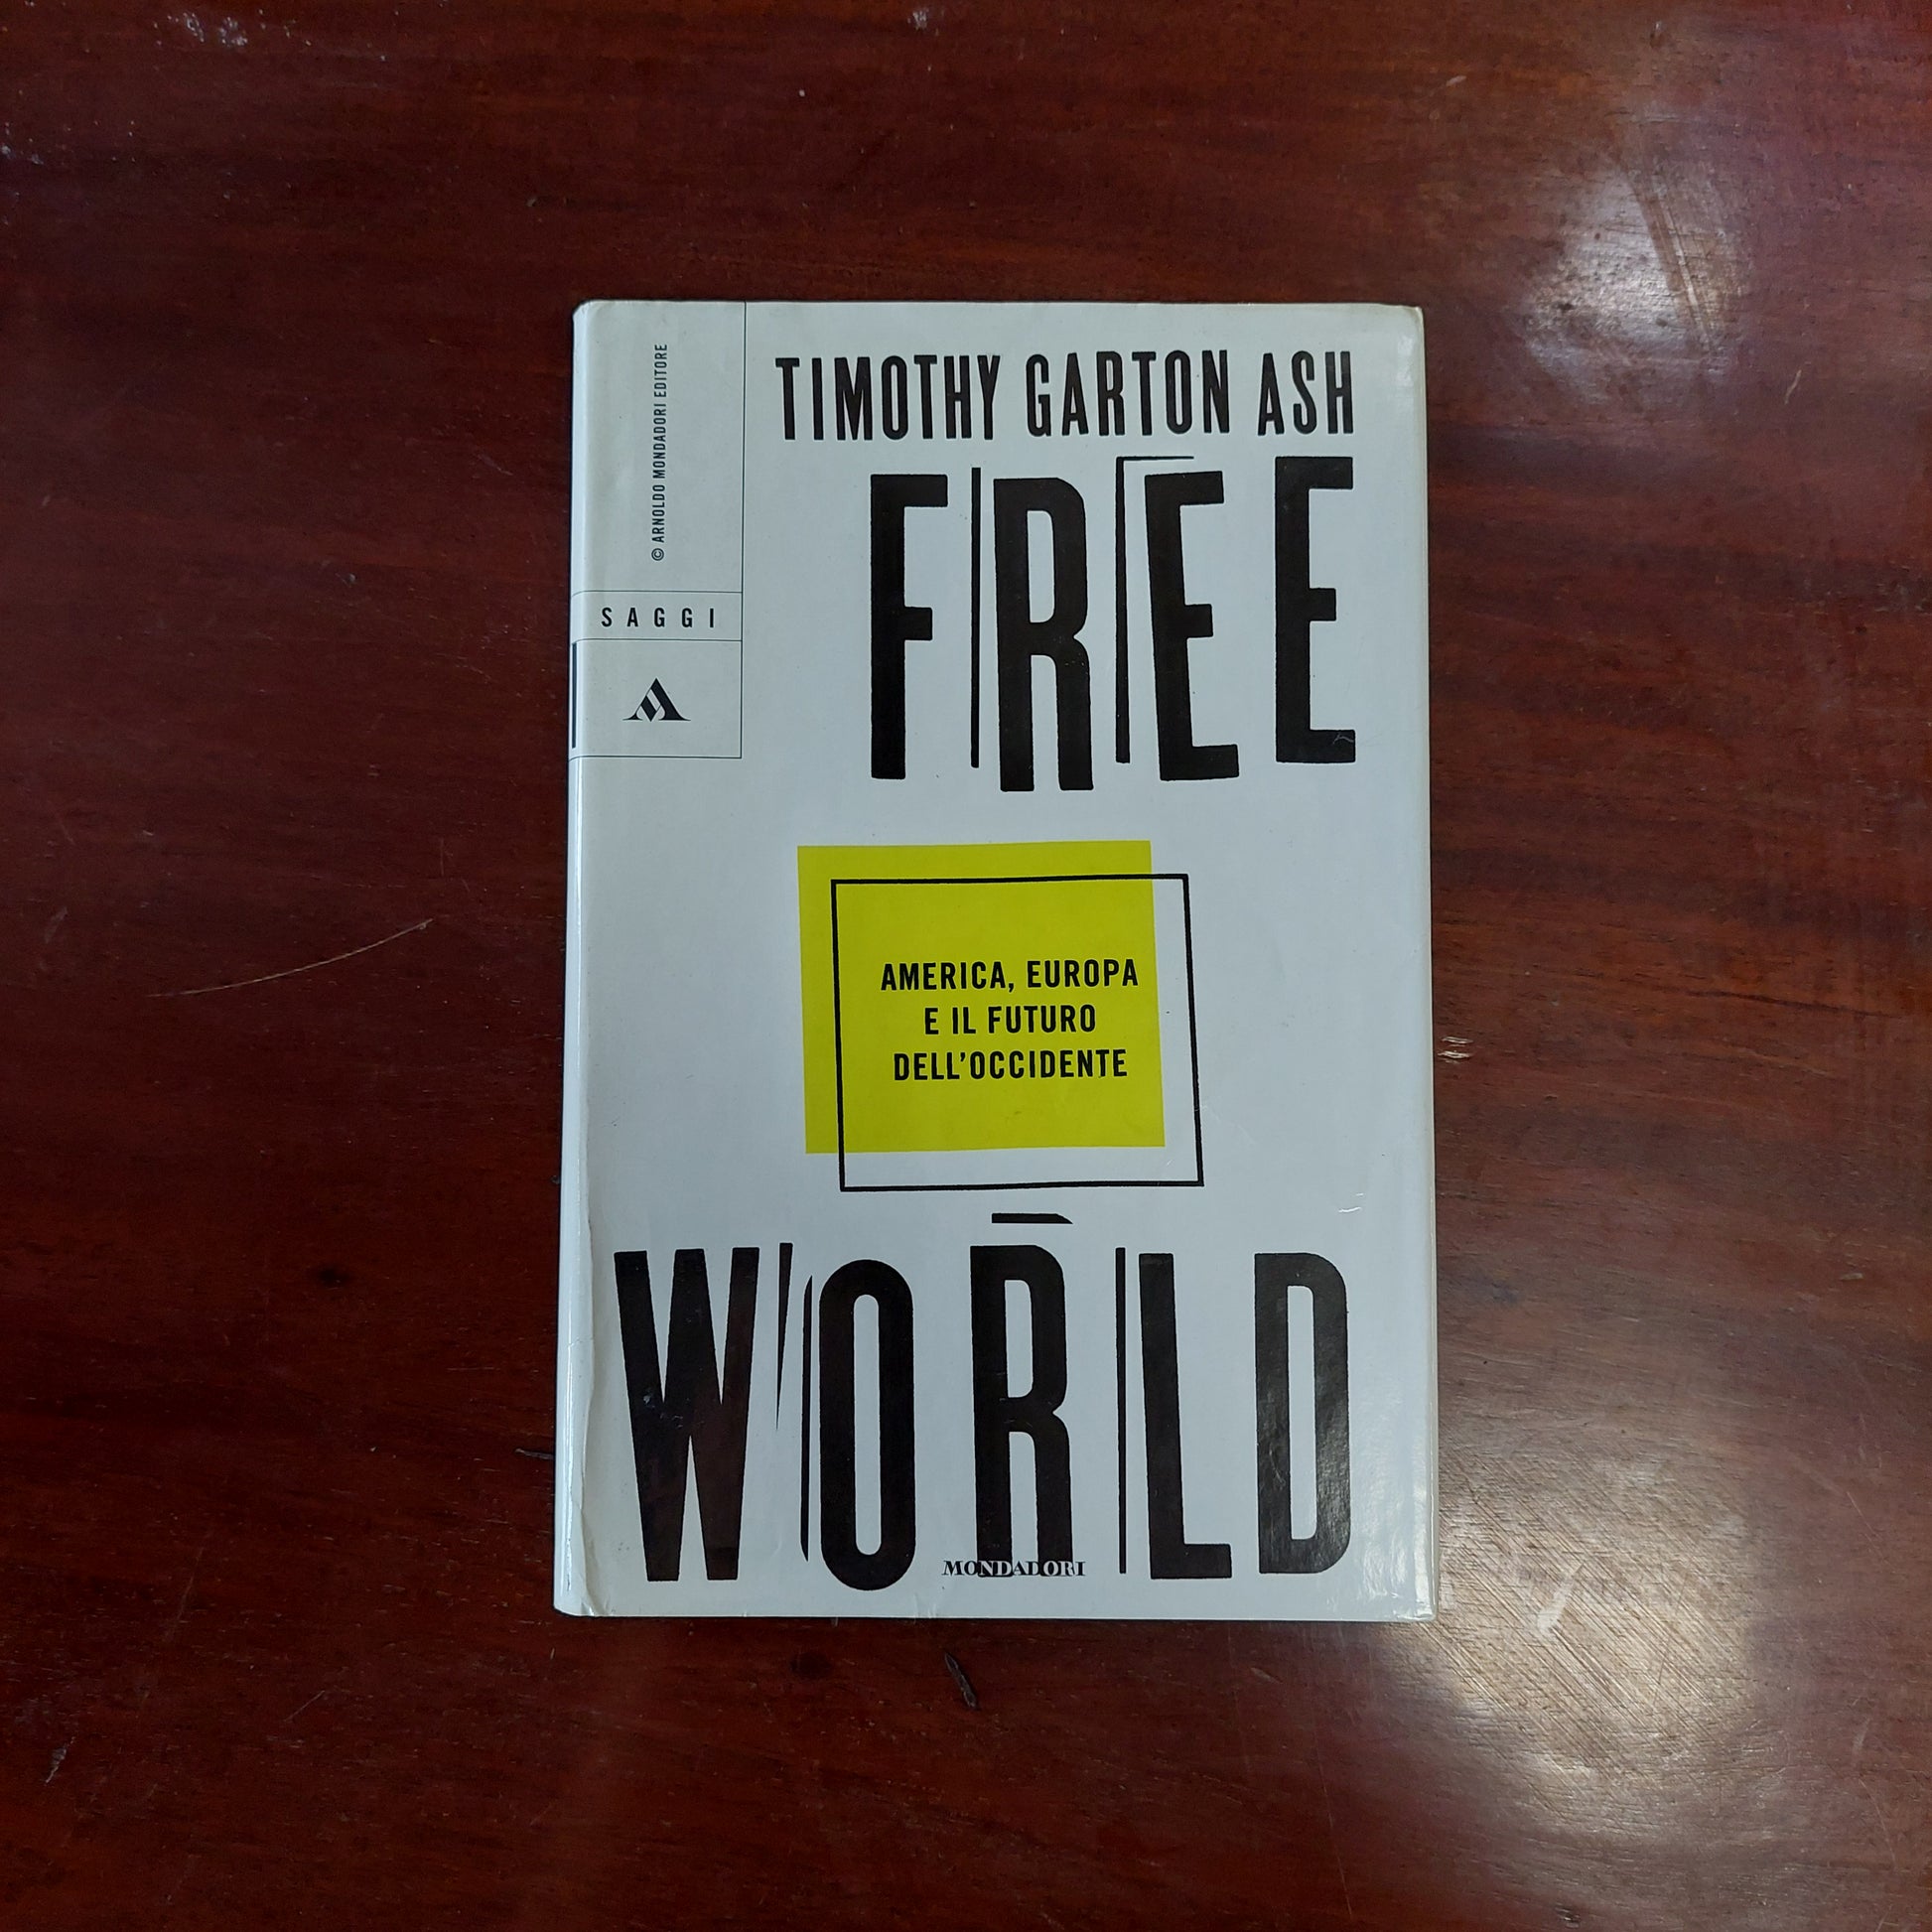 © ARNOLDO MONDADORI EDITORE
SAGGI
TIMOTHY GARTON ASH
FREE
AMERICA, EUROPA
E IL FUTURO
DELL'OCCIDENTE
WORLD
MONDADORI